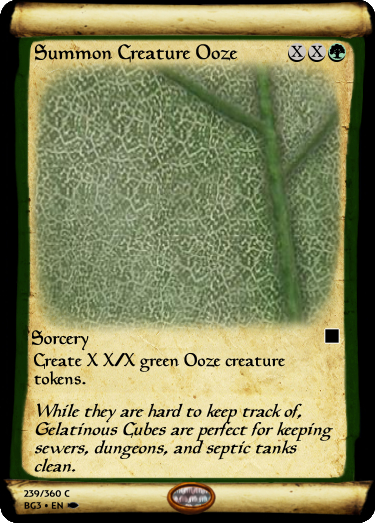 Summon Creature Ooze X X
Sorcery
Create X X/X green Ooze creature
tokens.
While they are hard to keep track of,
Gelatinous Cubes are perfect for keeping
sewers, dungeons, and septic tanks
clean.
239/360 C
BG3 • EN